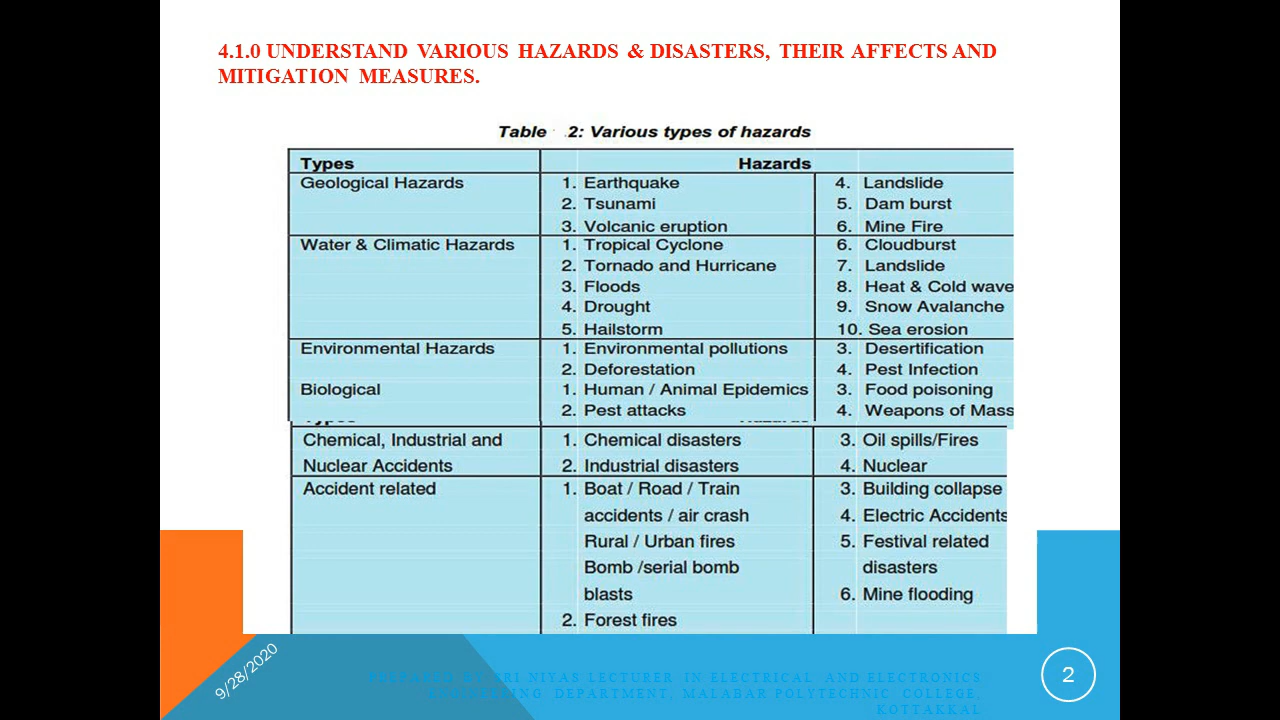 4.1.0 UNDERSTAND VARIOUS HAZARDS & DISASTERS, THEIR AFFECTS AND
MITIGATION MEASURES.
Table 2: Various types of hazards
Types Hazards
Geological Hazards 1. Earthquake 4. Landslide
2. Tsunami 5. Dam burst
3. Volcanic eruption 6. Mine Fire
Water & Climatic Hazards 1. Tropical Cyclone 6. Cloudburst
2. Tornado and Hurricane 7. Landslide
3. Floods 8. Heat & Cold wave
4. Drought 9. Snow Avalanche
5. Hailstorm 10. Sea erosion
Environmental Hazards 1. Environmental pollutions 3. Desertification
2. Deforestation 4. Pest Infection
Biological 1. Human / Animal Epidemics 3. Food poisoning
2. Pest attacks 4. Weapons of Mass
Types Hazards
Chemical, Industrial and 1. Chemical disasters 3. Oil spills/Fires
Nuclear Accidents 2. Industrial disasters 4. Nuclear
Accident related 1. Boat / Road / Train 3. Building collapse
accidents / air crash 4. Electric Accidents
Rural / Urban fires 5. Festival related
Bomb /serial bomb disasters
blasts 6. Mine flooding
2. Forest fires
9/28/2020
PREPARED BY SRI NIYAS LECTURER IN ELECTRICAL AND ELECTRONICS
ENGINEERING DEPARTMENT, MALABAR POLYTECHNIC COLLEGE,
KOTTAKKAL
2